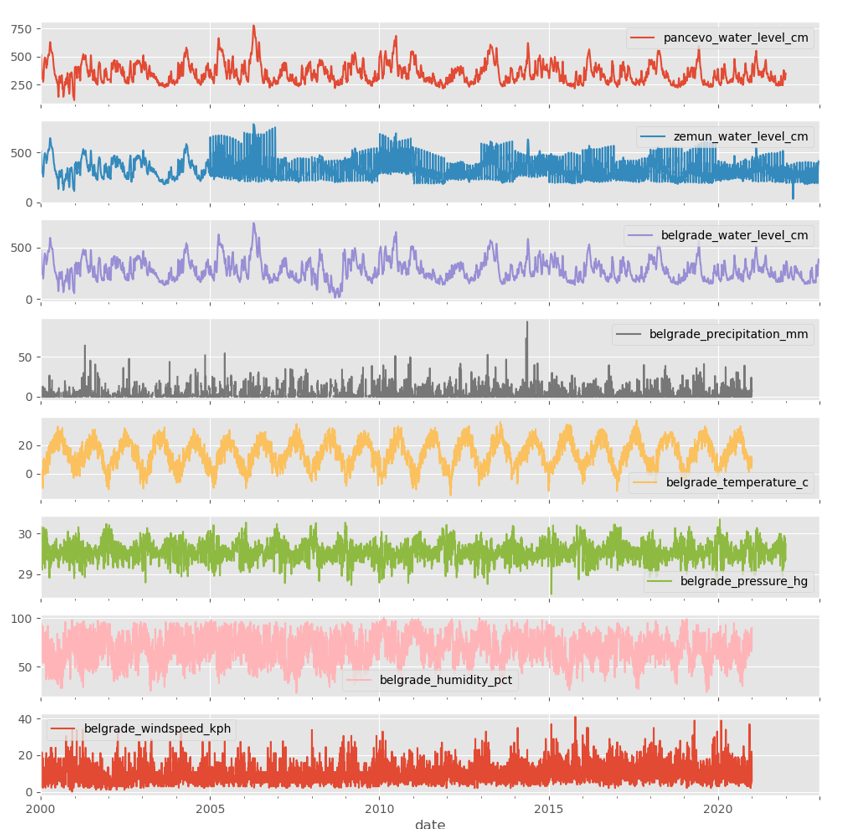 750
500
250
pancevo_water_level_cm
500
0
zemun_water_level_cm
500
0
belgrade_water_level_cm
50
0
belgrade_precipitation_mm
20
0
belgrade_temperature_c
30
29
belgrade_pressure_hg
100
50
belgrade_humidity_pct
40
20
0
belgrade_windspeed_kph
2000 2005 2010 2015 2020
date